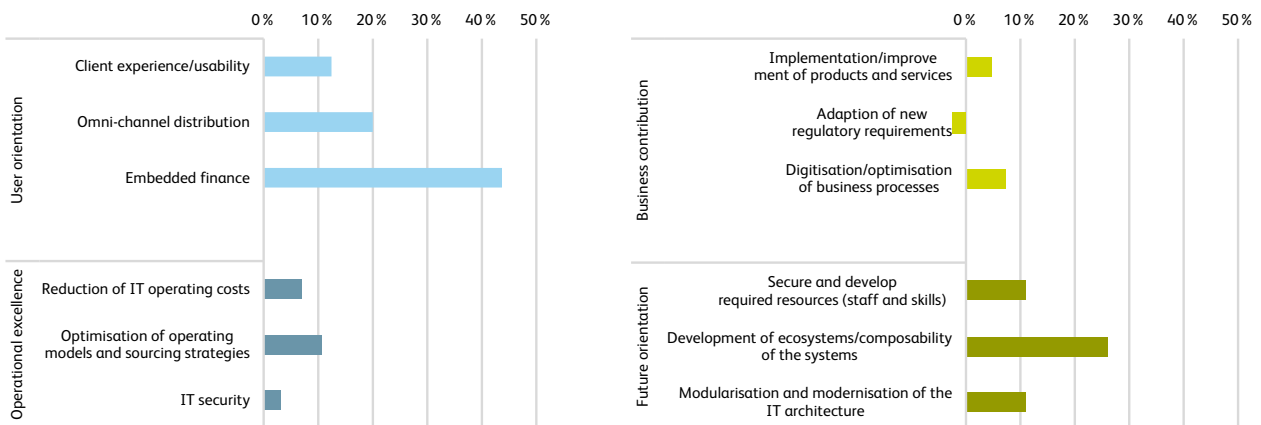 0 % 10 % 20 % 30 % 40 % 50 %
User orientation
Client experience/usability
Omni-channel distribution
Embedded finance
Operational excellence
Reduction of IT operating costs
Optimisation of operating
models and sourcing strategies
IT security
0 % 10 % 20 % 30 % 40 % 50 %
Business contribution
Implementation/improve
ment of products and services
Adaption of new
regulatory requirements
Digitisation/optimisation
of business processes
Future orientation
Secure and develop
required resources (staff and skills)
Development of ecosystems/composability
of the systems
Modularisation and modernisation of the
IT architecture